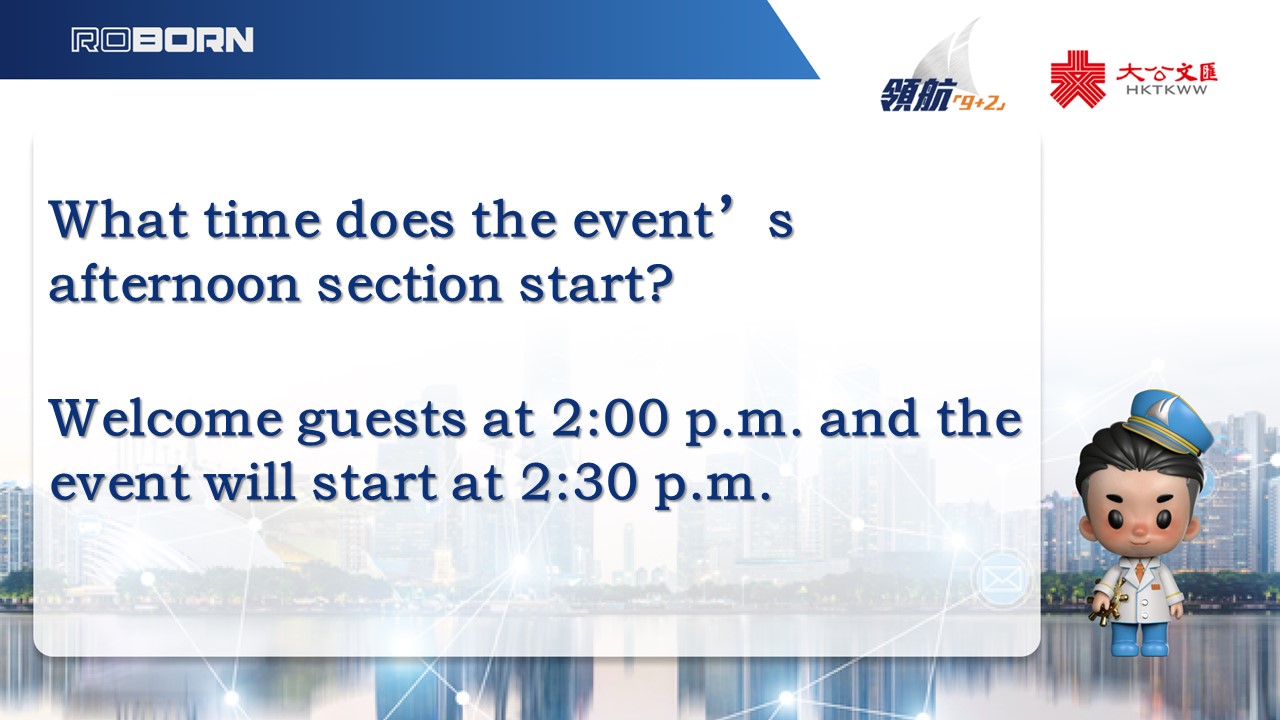 ROBORN
領航「9+2」
大公文匯
HKTKWW
What time does the event’s
afternoon section start?
Welcome guests at 2:00 p.m. and the
event will start at 2:30 p.m.